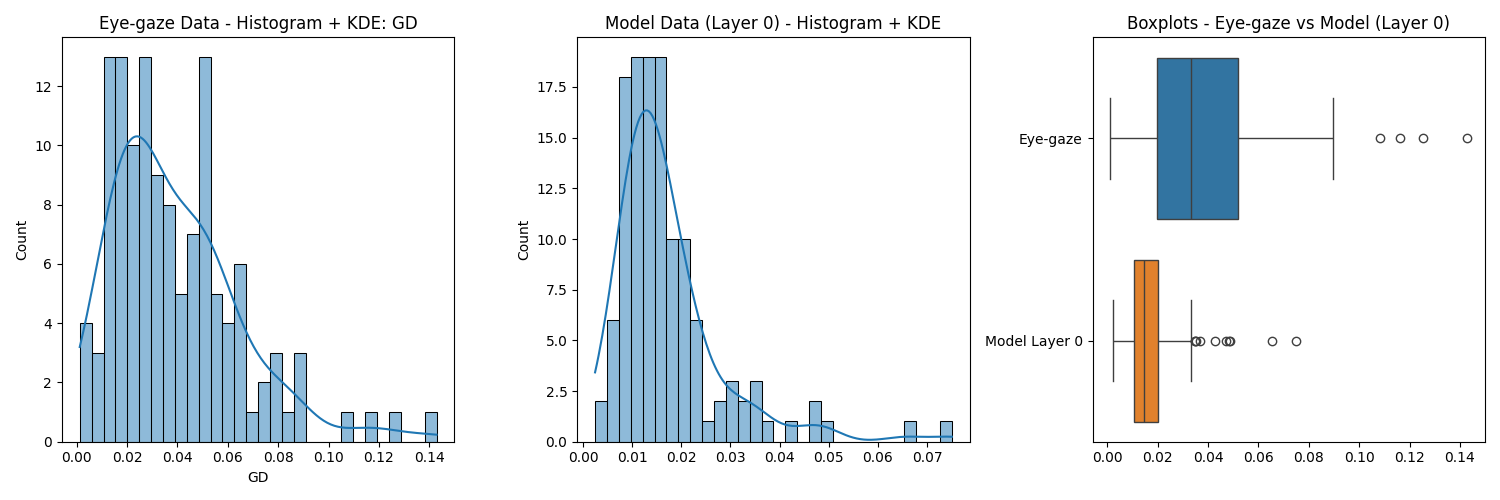 Eye-gaze Data - Histogram + KDE: GD
Count
12
10
8
6
4
2
0
0.00 0.02 0.04 0.06 0.08 0.10 0.12 0.14
GD
Model Data (Layer 0) - Histogram + KDE
Count
17.5
15.0
12.5
10.0
7.5
5.0
2.5
0.0
0.00 0.01 0.02 0.03 0.04 0.05 0.06 0.07
Boxplots - Eye-gaze vs Model (Layer 0)
Eye-gaze
Model Layer 0
0.00 0.02 0.04 0.06 0.08 0.10 0.12 0.14